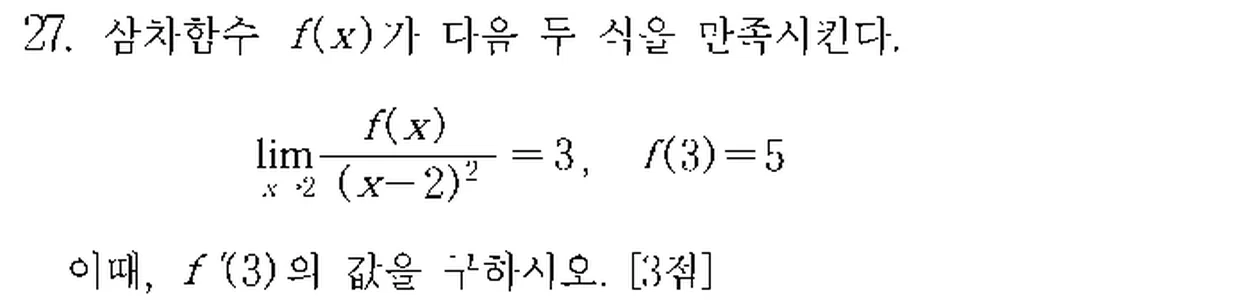 27. 삼차함수 f(x)가 다음 두 식을 만족시킨다.
lim_{x→2} f(x)/(x-2)² = 3, f(3)=5
이때, f′(3)의 값을 구하시오. [3점]